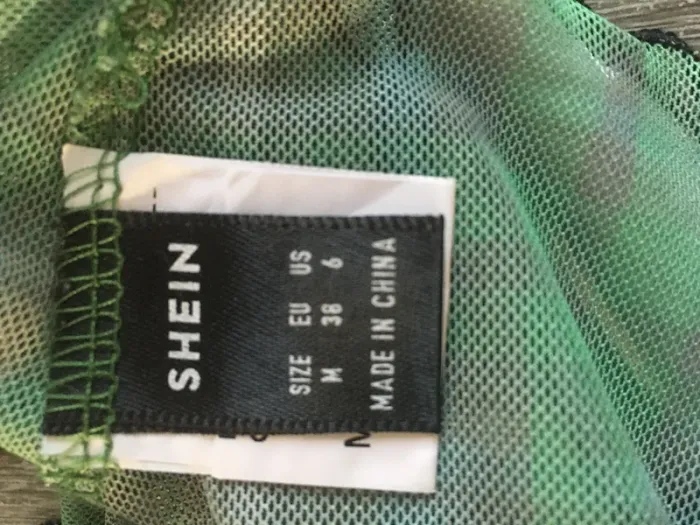 SHEIN
SIZE EU US
M 38 6
MADE IN CHINA